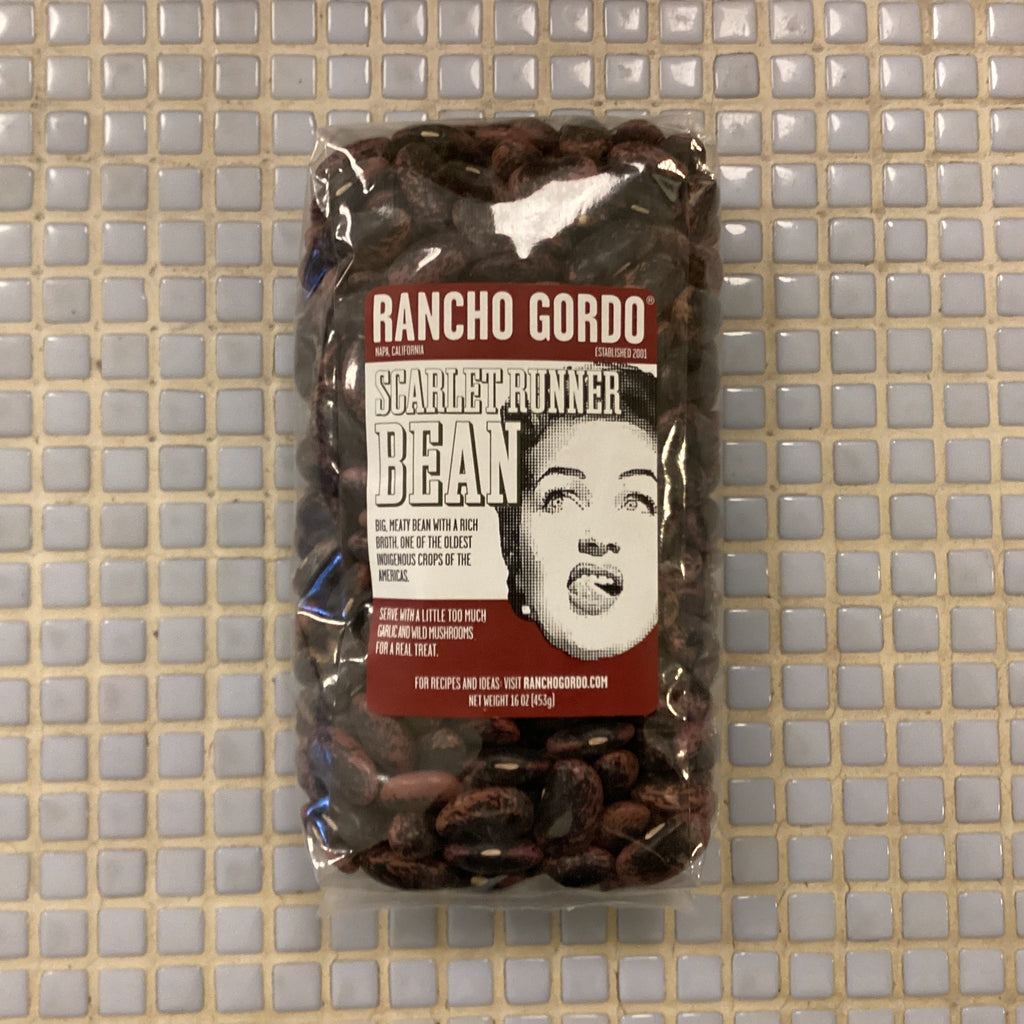 RANCHO GORDO®
NAPA, CALIFORNIA ESTABLISHED 2001
SCARLET RUNNER
BEAN
BIG, MEATY BEAN WITH A RICH
BROTH. ONE OF THE OLDEST
INDIGENOUS CROPS OF THE
AMERICAS.
SERVE WITH A LITTLE TOO MUCH
GARLIC AND WILD MUSHROOMS
FOR A REAL TREAT.
FOR RECIPES AND IDEAS: VISIT RANCHOGORDO.COM
NET WEIGHT 16 OZ (453g)